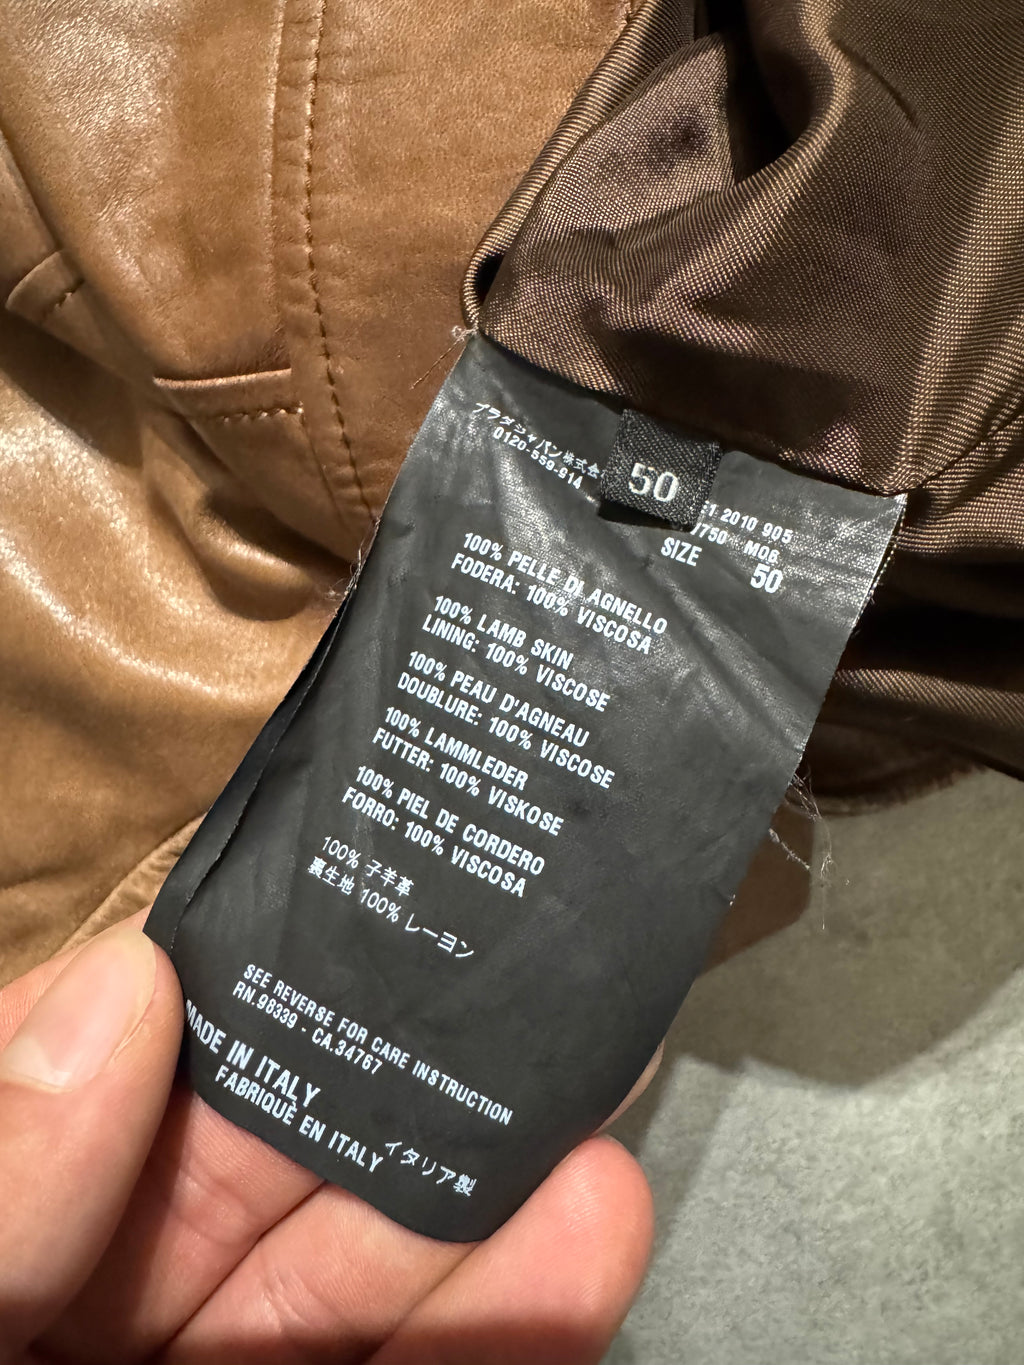 プラダジャパン株式会
0120-559-914
50
1 2010 905
7750 M06
SIZE 50
100% PELLE DI AGNELLO
FODERA: 100% VISCOSA
100% LAMB SKIN
LINING: 100% VISCOSE
100% PEAU D'AGNEAU
DOUBLURE: 100% VISCOSE
100% LAMMLEDER
FUTTER: 100% VISKOSE
100% PIEL DE CORDERO
FORRO: 100% VISCOSA
100% 子羊革
裏生地 100% レーヨン
SEE REVERSE FOR CARE INSTRUCTION
RN.98339 - CA.34767
MADE IN ITALY
FABRIQUÈ EN ITALY
イタリア製